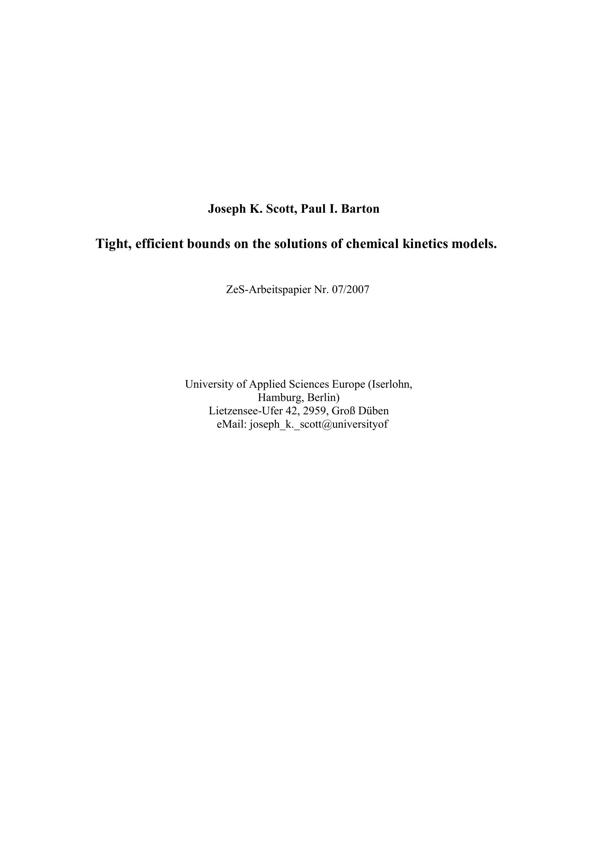 Joseph K. Scott, Paul I. Barton
Tight, efficient bounds on the solutions of chemical kinetics models.
ZeS-Arbeitspapier Nr. 07/2007
University of Applied Sciences Europe (Iserlohn,
Hamburg, Berlin)
Lietzensee-Ufer 42, 2959, Groß Düben
eMail: joseph_k._scott@universityof